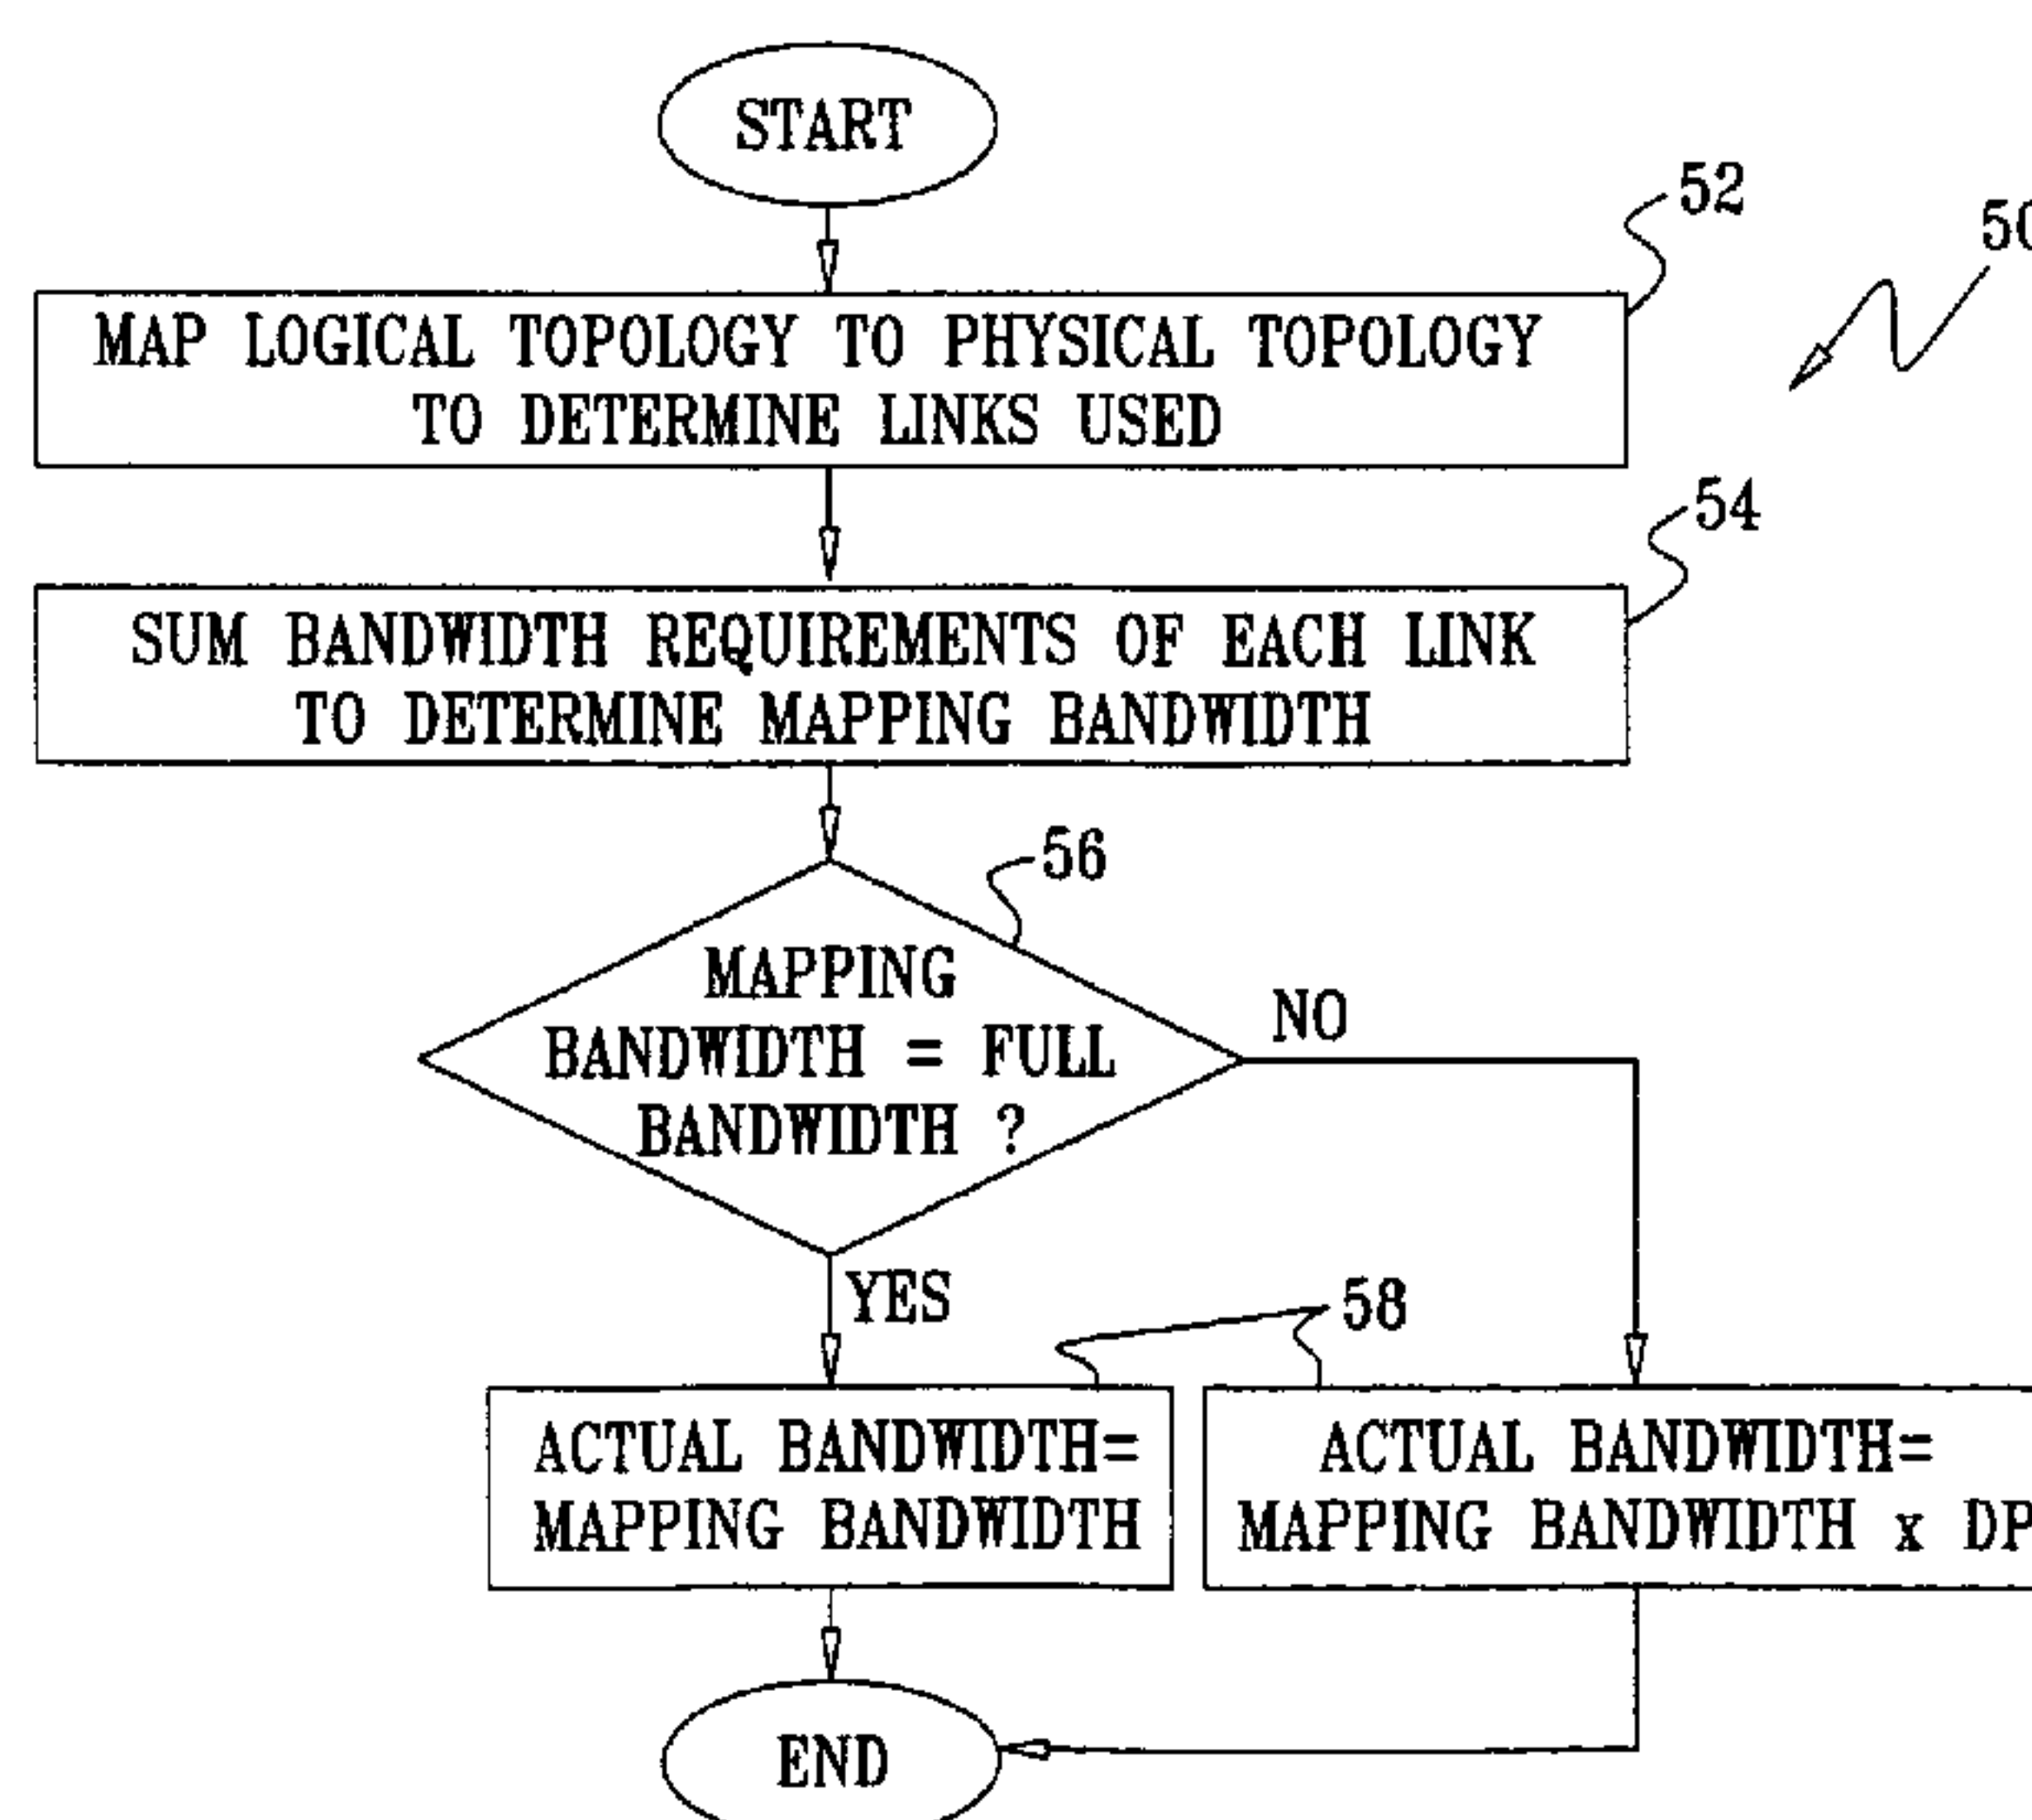 START
52
50
MAP LOGICAL TOPOLOGY TO PHYSICAL TOPOLOGY
TO DETERMINE LINKS USED
54
SUM BANDWIDTH REQUIREMENTS OF EACH LINK
TO DETERMINE MAPPING BANDWIDTH
56
MAPPING
BANDWIDTH = FULL
BANDWIDTH ?
NO
YES
58
ACTUAL BANDWIDTH=
MAPPING BANDWIDTH
ACTUAL BANDWIDTH=
MAPPING BANDWIDTH x DP
END